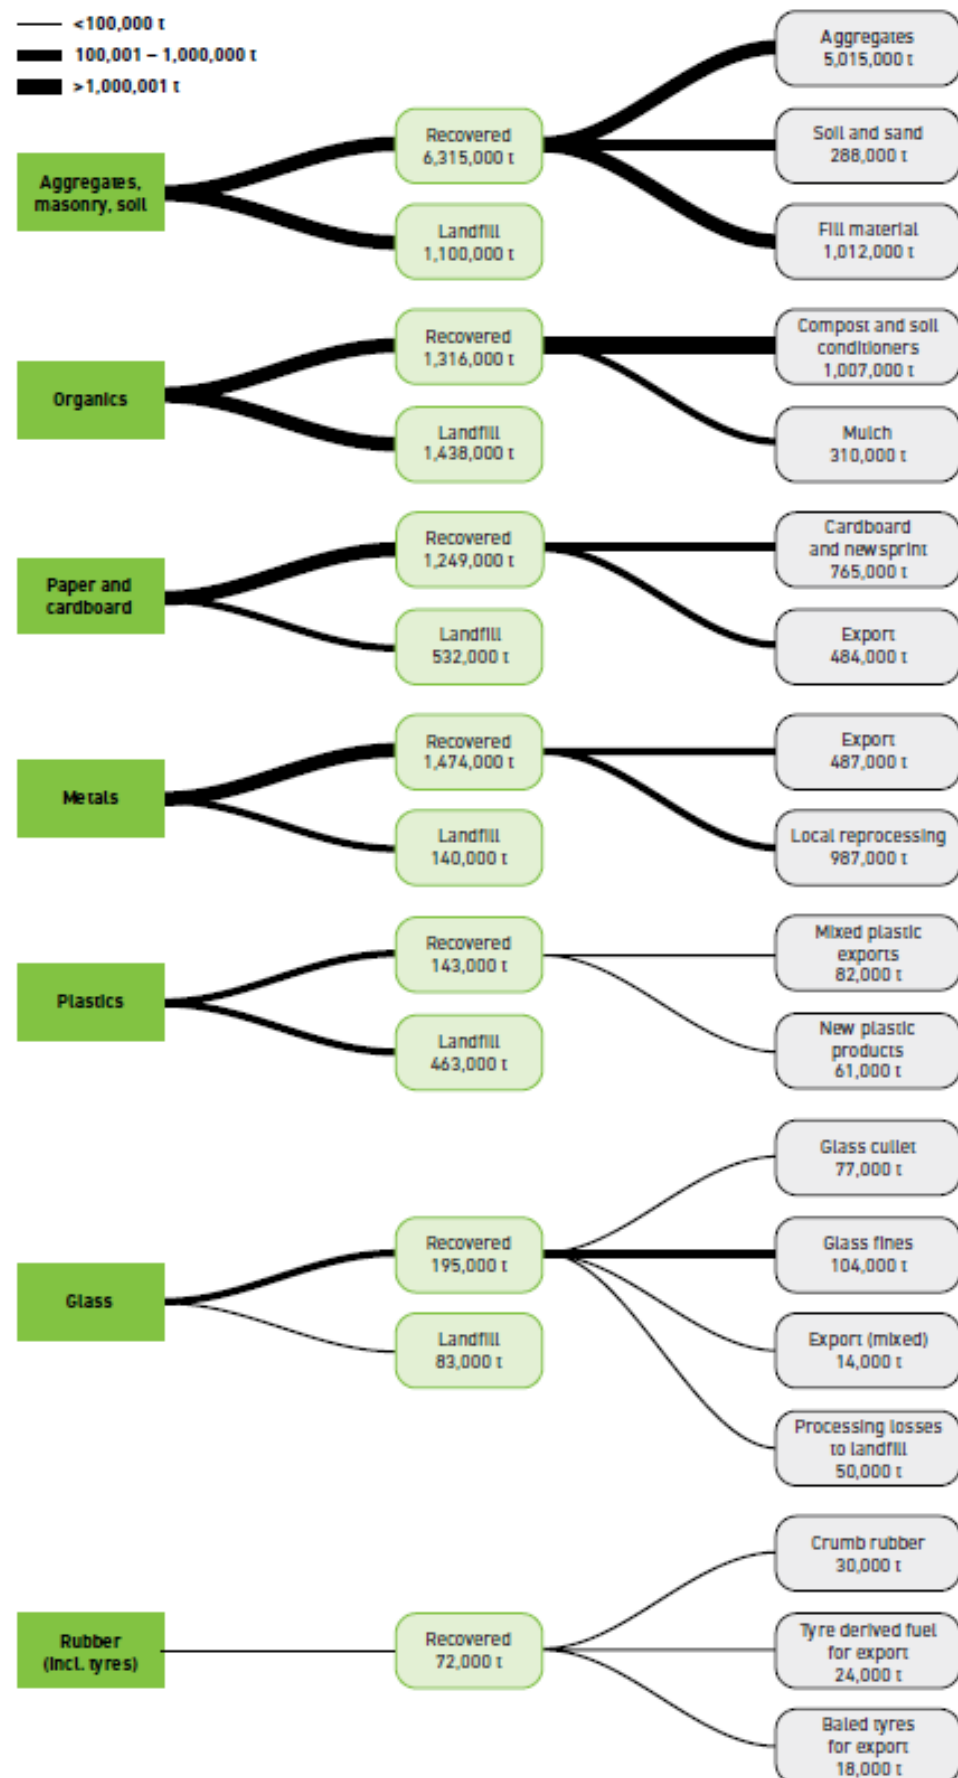 <100,000 t
100,001 – 1,000,000 t
>1,000,001 t
Aggregates,
masonry, soil
Recovered
6,315,000 t
Landfill
1,100,000 t
Aggregates
5,015,000 t
Soil and sand
288,000 t
Fill material
1,012,000 t
Organics
Recovered
1,316,000 t
Landfill
1,438,000 t
Compost and soil
conditioners
1,007,000 t
Mulch
310,000 t
Paper and
cardboard
Recovered
1,249,000 t
Landfill
532,000 t
Cardboard
and newsprint
765,000 t
Export
484,000 t
Metals
Recovered
1,474,000 t
Landfill
140,000 t
Export
487,000 t
Local reprocessing
987,000 t
Plastics
Recovered
143,000 t
Landfill
463,000 t
Mixed plastic
exports
82,000 t
New plastic
products
61,000 t
Glass
Recovered
195,000 t
Landfill
83,000 t
Glass cullet
77,000 t
Glass fines
104,000 t
Export (mixed)
14,000 t
Processing losses
to landfill
50,000 t
Rubber
(incl. tyres)
Recovered
72,000 t
Crumb rubber
30,000 t
Tyre derived fuel
for export
24,000 t
Baled tyres
for export
18,000 t